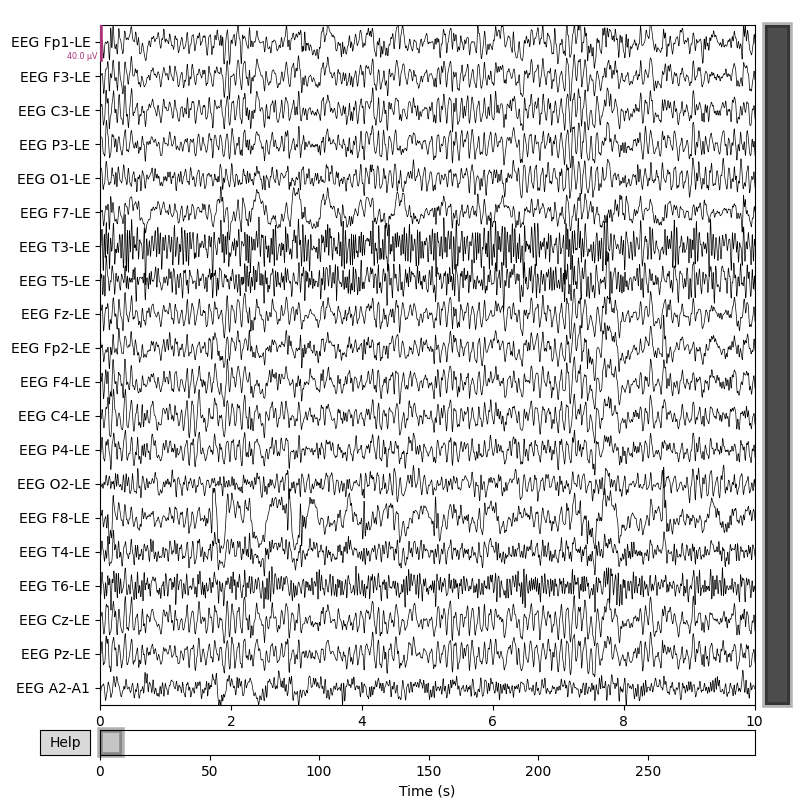 EEG Fp1-LE
40.0 µV
EEG F3-LE
EEG C3-LE
EEG P3-LE
EEG O1-LE
EEG F7-LE
EEG T3-LE
EEG T5-LE
EEG Fz-LE
EEG Fp2-LE
EEG F4-LE
EEG C4-LE
EEG P4-LE
EEG O2-LE
EEG F8-LE
EEG T4-LE
EEG T6-LE
EEG Cz-LE
EEG Pz-LE
EEG A2-A1
0 2 4 6 8 10
Help
0 50 100 150 200 250
Time (s)